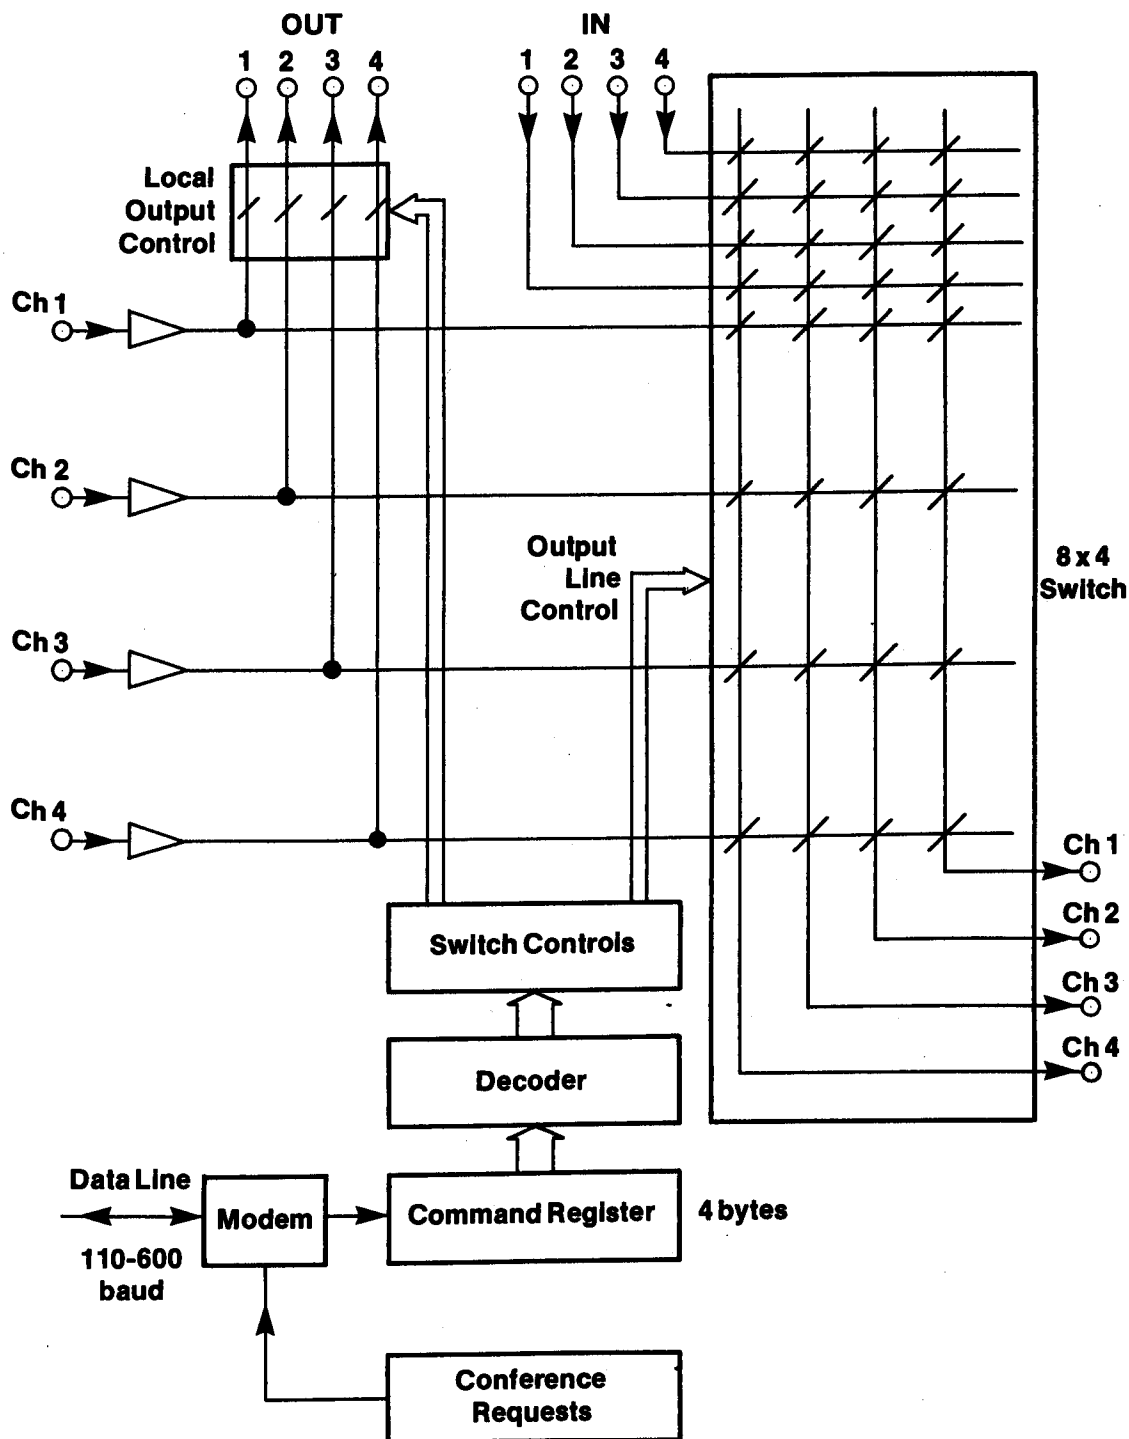 OUT
IN
1 2 3 4
1 2 3 4
Local
Output
Control
Ch 1
Ch 2
Output
Line
Control
8 x 4
Switch
Ch 3
Ch 4
Ch 1
Ch 2
Ch 3
Ch 4
Switch Controls
Decoder
Data Line
Modem
Command Register
4 bytes
110-600
baud
Conference
Requests